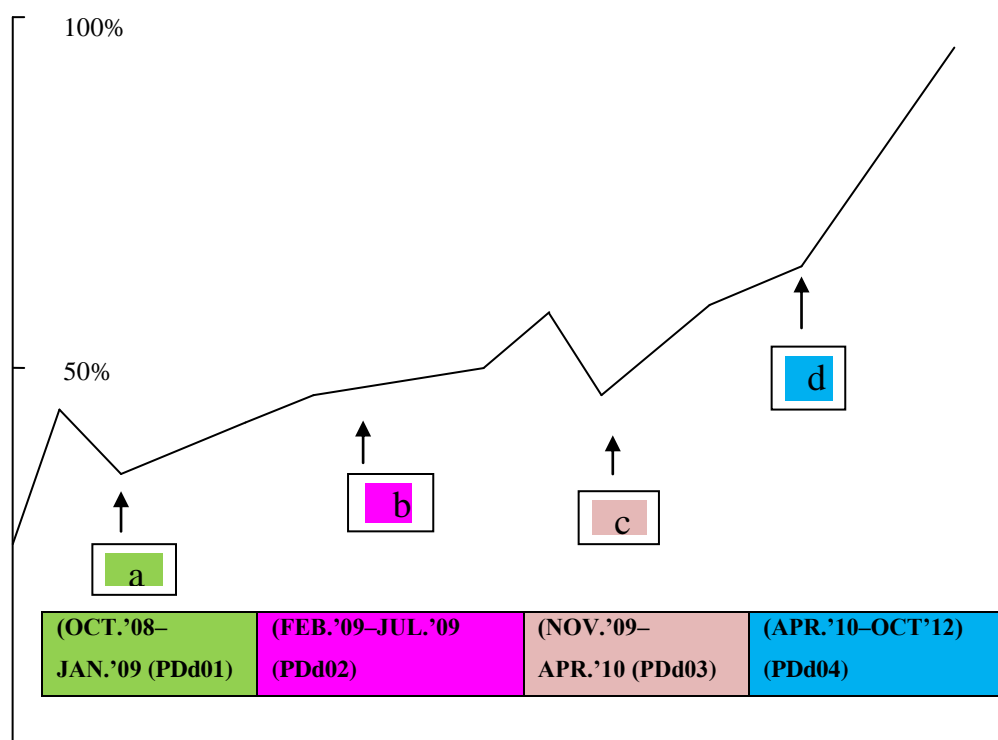 100%
50%
d
b
c
a
(OCT.’08–
JAN.’09 (PDd01)
(FEB.’09–JUL.’09
(PDd02)
(NOV.’09–
APR.’10 (PDd03)
(APR.’10–OCT’12)
(PDd04)